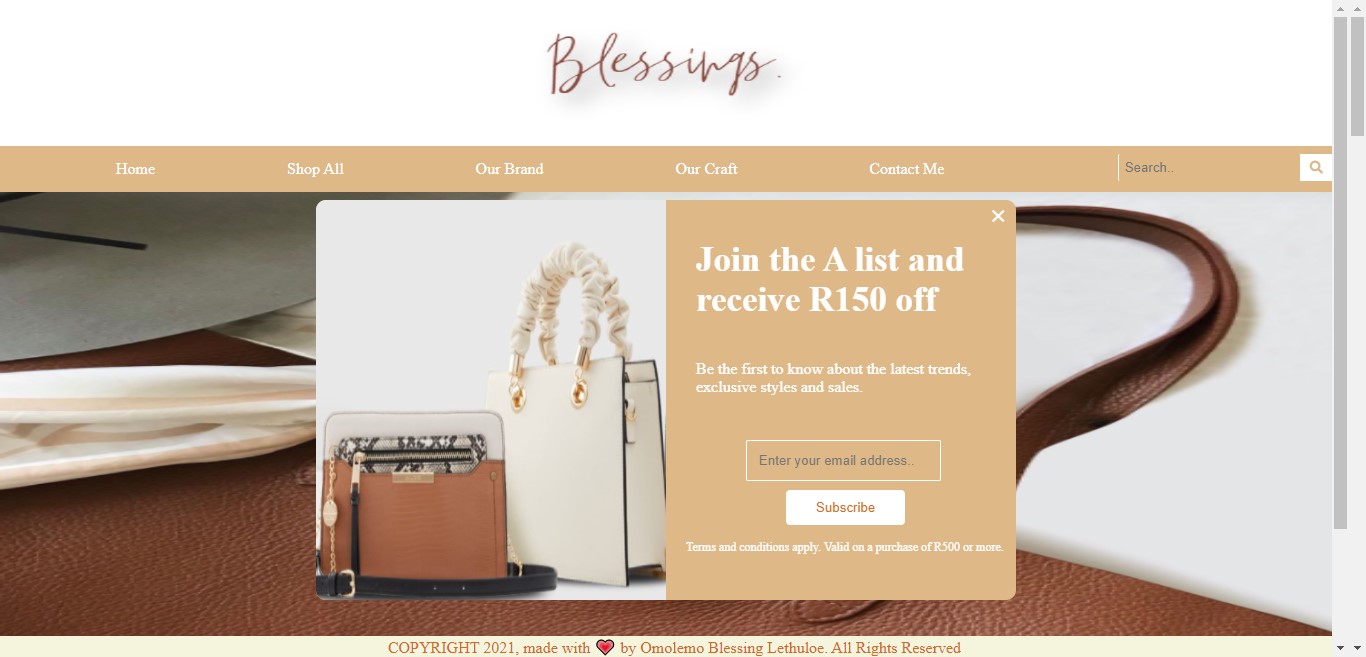 Blessings.
Home
Shop All
Our Brand
Our Craft
Contact Me
Search..
Join the A list and
receive R150 off
Be the first to know about the latest trends,
exclusive styles and sales.
Enter your email address..
Subscribe
Terms and conditions apply. Valid on a purchase of R500 or more.
COPYRIGHT 2021, made with 💗 by Omolemo Blessing Lethuloe. All Rights Reserved